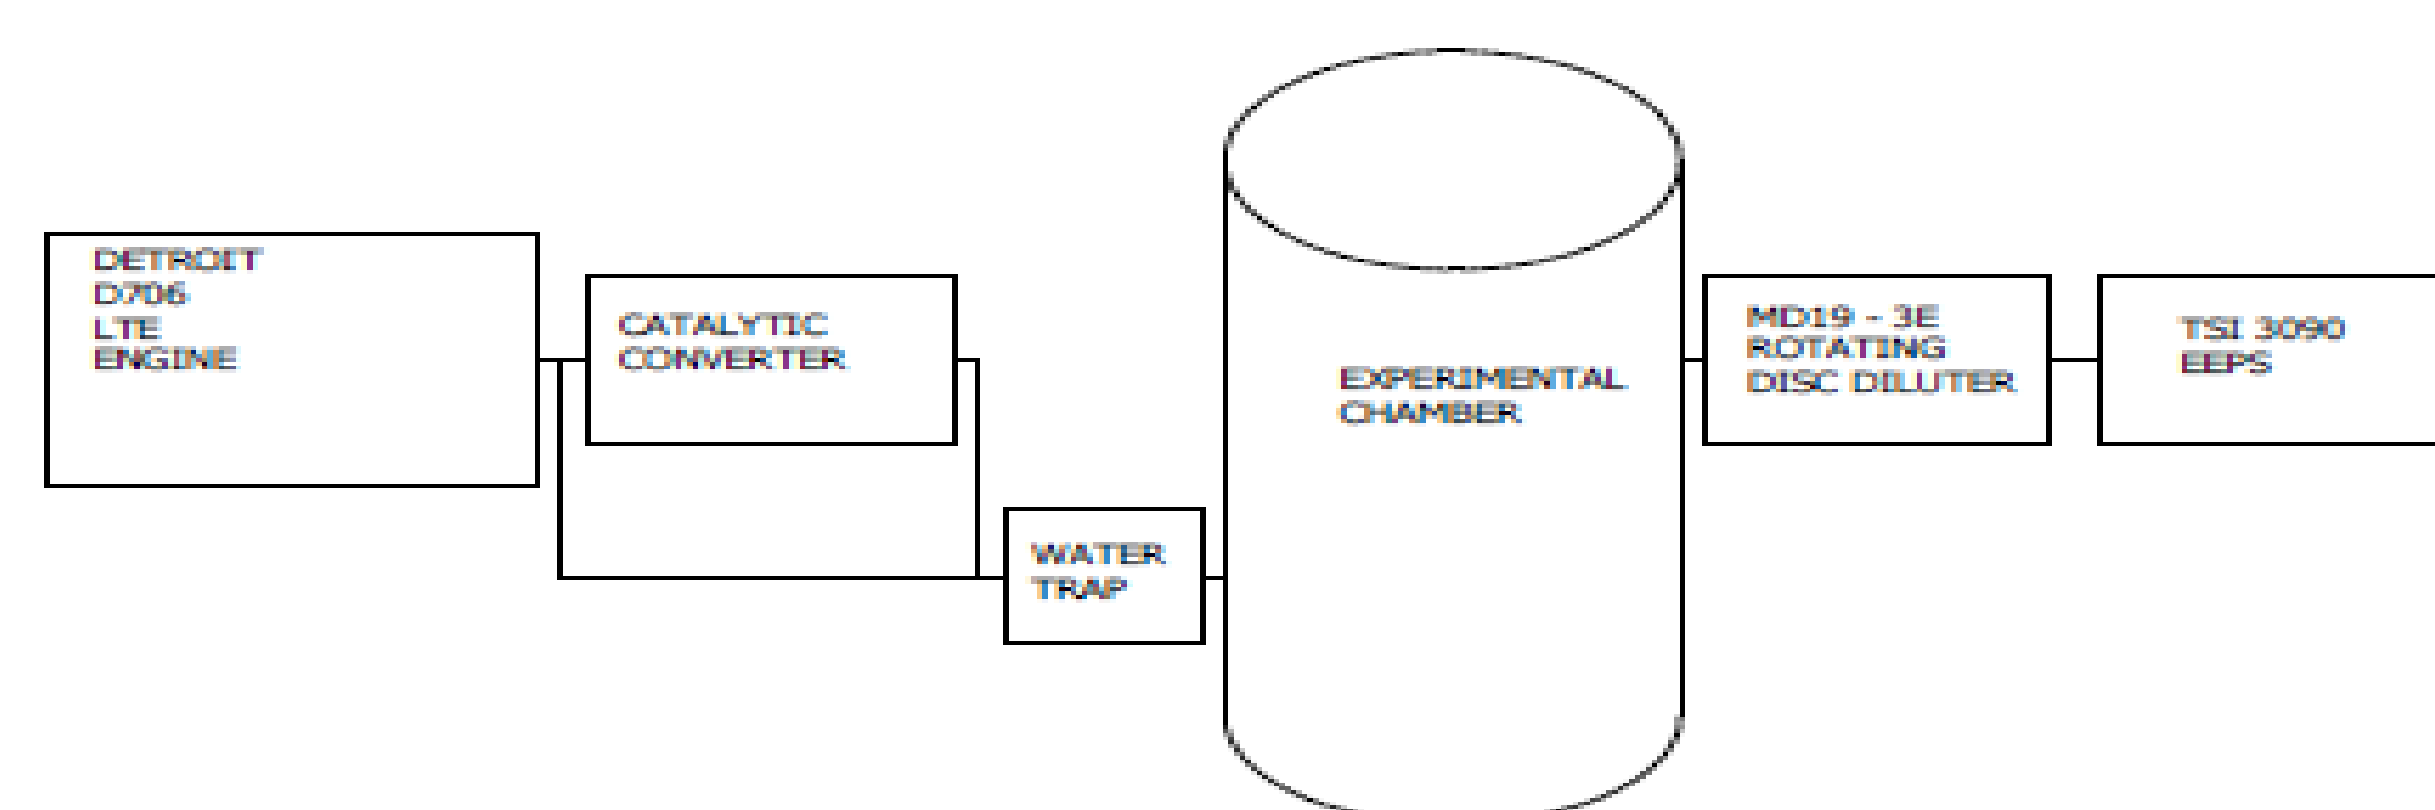 DETROIT
D706
LTE
ENGINE
CATALYTIC
CONVERTER
WATER
TRAP
EXPERIMENTAL
CHAMBER
MD19 - 3E
ROTATING
DISC DILUTER
TSI 3090
EEPS